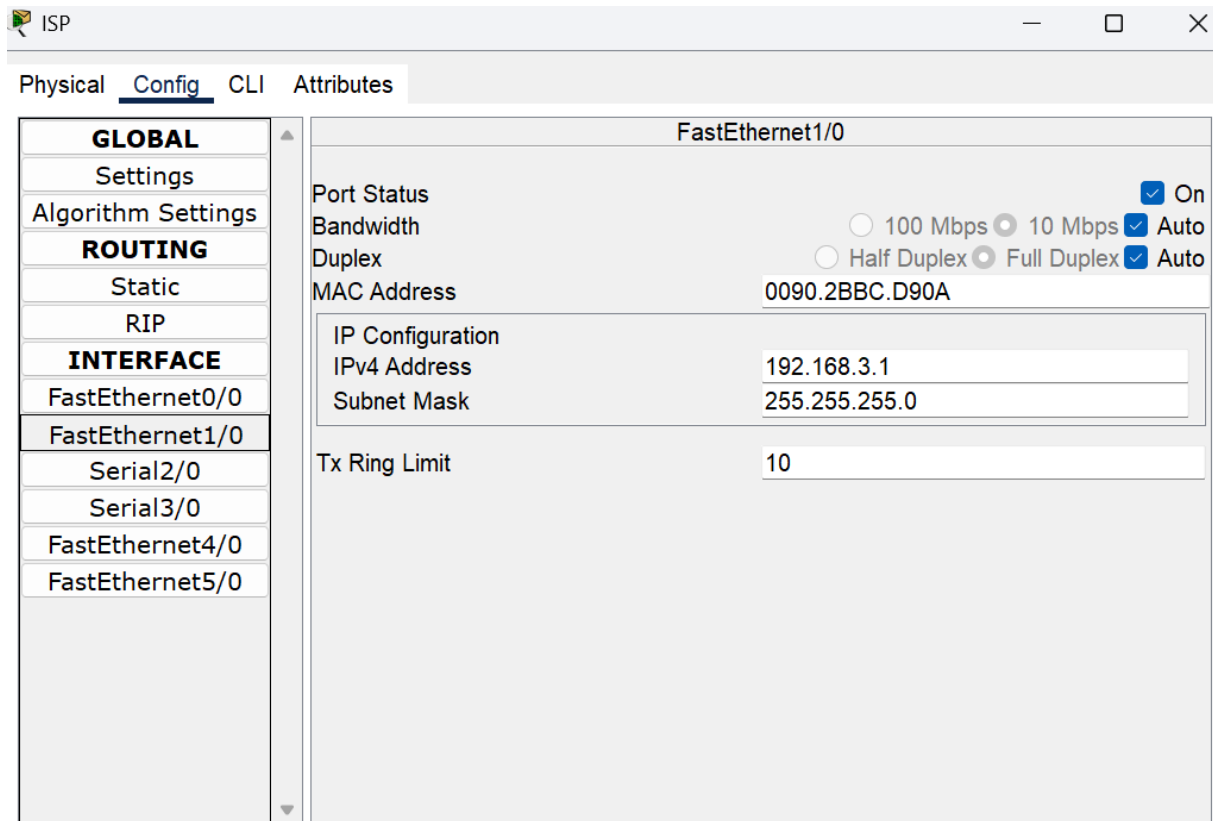 ISP
Physical Config CLI Attributes
GLOBAL
Settings
Algorithm Settings
ROUTING
Static
RIP
INTERFACE
FastEthernet0/0
FastEthernet1/0
Serial2/0
Serial3/0
FastEthernet4/0
FastEthernet5/0
FastEthernet1/0
Port Status On
Bandwidth 100 Mbps 10 Mbps Auto
Duplex Half Duplex Full Duplex Auto
MAC Address 0090.2BBC.D90A
IP Configuration
IPv4 Address 192.168.3.1
Subnet Mask 255.255.255.0
Tx Ring Limit 10